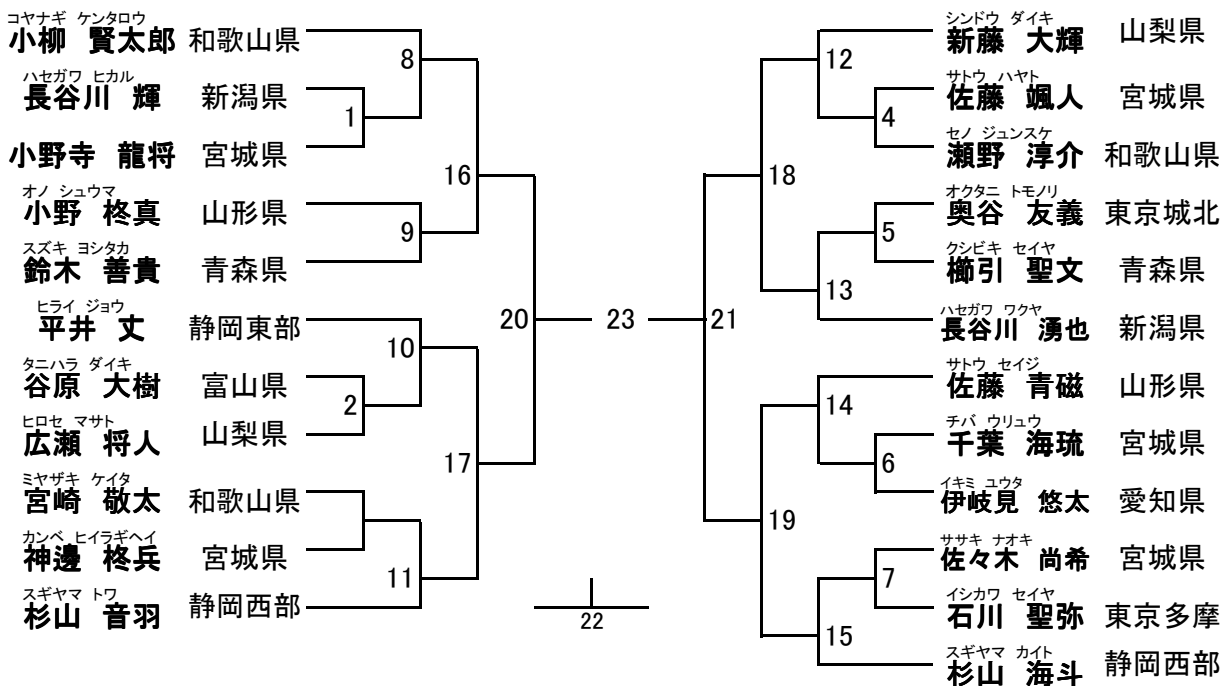 コヤナギ ケンタロウ
小柳 賢太郎 和歌山県
ハセガワ ヒカル
長谷川 輝 新潟県
小野寺 龍将 宮城県
オノ シュウマ
小野 柊真 山形県
スズキ ヨシタカ
鈴木 善貴 青森県
ヒライ ジョウ
平井 丈 静岡東部
タニハラ ダイキ
谷原 大樹 富山県
ヒロセ マサト
広瀬 将人 山梨県
ミヤザキ ケイタ
宮崎 敬太 和歌山県
カンベ ヒイラギヘイ
神邊 柊兵 宮城県
スギヤマ トワ
杉山 音羽 静岡西部
8
1
16
9
20
10
2
17
11
23
22
21
12
4
18
5
13
14
6
19
7
15
シンドウ ダイキ
新藤 大輝 山梨県
サトウ ハヤト
佐藤 颯人 宮城県
セノ ジュンスケ
瀬野 淳介 和歌山県
オクタニ トモノリ
奥谷 友義 東京城北
クシビキ セイヤ
櫛引 聖文 青森県
ハセガワ ワクヤ
長谷川 湧也 新潟県
サトウ セイジ
佐藤 青磁 山形県
チバ ウリュウ
千葉 海琉 宮城県
イキミ ユウタ
伊岐見 悠太 愛知県
ササキ ナオキ
佐々木 尚希 宮城県
イシカワ セイヤ
石川 聖弥 東京多摩
スギヤマ カイト
杉山 海斗 静岡西部